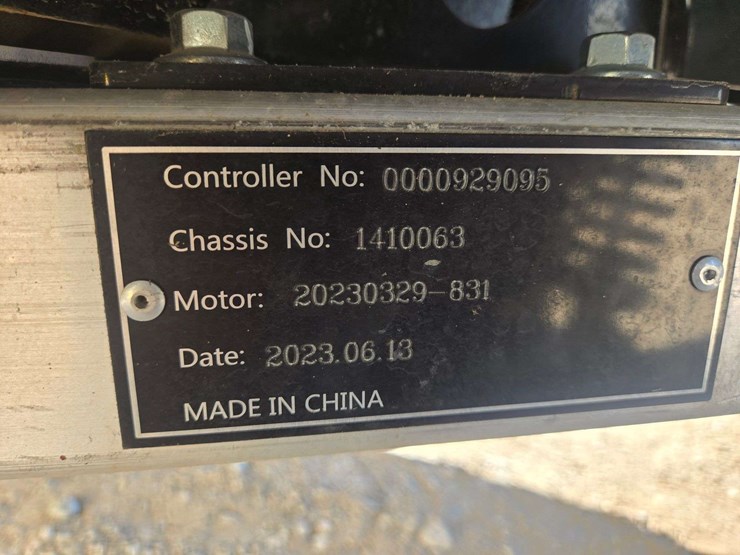 Controller No: 0000929095
Chassis No: 1410063
Motor: 20230329-831
Date: 2023.06.13
MADE IN CHINA